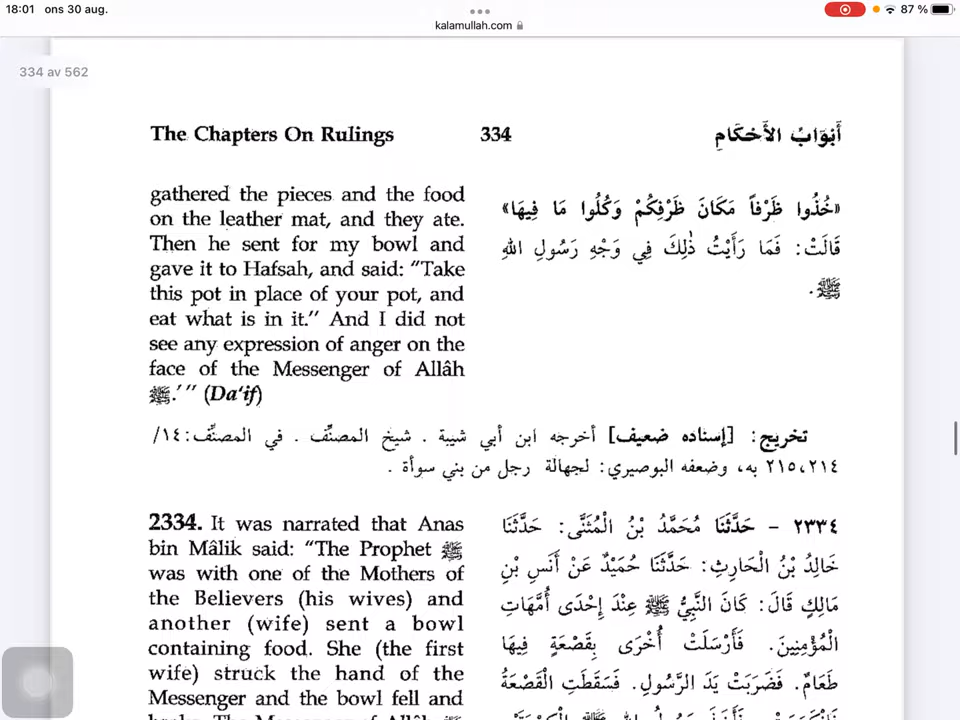 18:01 ons 30 aug.
87 %
kalamullah.com
334 av 562
The Chapters On Rulings
334
أَبْوَابُ الأَحْكَامِ
gathered the pieces and the food
on the leather mat, and they ate.
Then he sent for my bowl and
gave it to Hafsah, and said: “Take
this pot in place of your pot, and
eat what is in it.” And I did not
see any expression of anger on the
face of the Messenger of Allâh
ﷺ.’” (Da‘if)
«خُذُوا ظَرْفاً مَكَانَ ظَرْفِكُمْ وَكُلُوا مَا فِيهَا»
قَالَتْ: فَمَا رَأَيْتُ ذٰلِكَ فِي وَجْهِ رَسُولِ اللهِ
ﷺ.
تخريج: [إسناده ضعيف] أخرجه ابن أبي شيبة . شيخ المصنِّف . في المصنِّف: ١٤/
٢١٥،٢١٤ به، وضعفه البوصيري: لجهالة رجل من بني سوأة .
2334. It was narrated that Anas
bin Mâlik said: “The Prophet ﷺ
was with one of the Mothers of
the Believers (his wives) and
another (wife) sent a bowl
containing food. She (the first
wife) struck the hand of the
Messenger and the bowl fell and
٢٣٣٤ - حَدَّثَنَا مُحَمَّدُ بْنُ الْمُثَنَّى: حَدَّثَنَا
خَالِدُ بْنُ الْحَارِثِ: حَدَّثَنَا حُمَيْدٌ عَنْ أَنَسِ بْنِ
مَالِكٍ قَالَ: كَانَ النَّبِيُّ ﷺ عِنْدَ إِحْدَى أُمَّهَاتِ
الْمُؤْمِنِينَ. فَأَرْسَلَتْ أُخْرَى بِقَصْعَةٍ فِيهَا
طَعَامٌ. فَضَرَبَتْ يَدَ الرَّسُولِ. فَسَقَطَتِ الْقَصْعَةُ